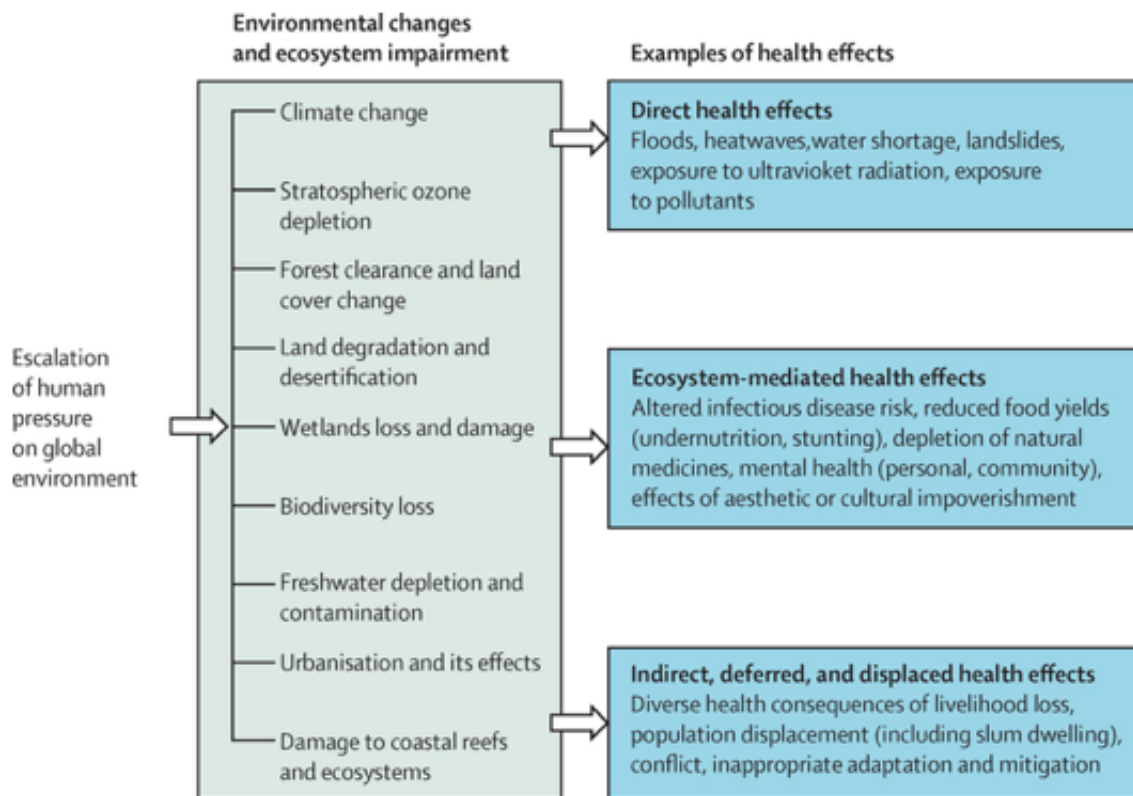 Environmental changes
and ecosystem impairment
Examples of health effects
Escalation
of human
pressure
on global
environment
Climate change
Stratospheric ozone
depletion
Forest clearance and land
cover change
Land degradation and
desertification
Wetlands loss and damage
Biodiversity loss
Freshwater depletion and
contamination
Urbanisation and its effects
Damage to coastal reefs
and ecosystems
Direct health effects
Floods, heatwaves,water shortage, landslides,
exposure to ultravioket radiation, exposure
to pollutants
Ecosystem-mediated health effects
Altered infectious disease risk, reduced food yields
(undernutrition, stunting), depletion of natural
medicines, mental health (personal, community),
effects of aesthetic or cultural impoverishment
Indirect, deferred, and displaced health effects
Diverse health consequences of livelihood loss,
population displacement (including slum dwelling),
conflict, inappropriate adaptation and mitigation